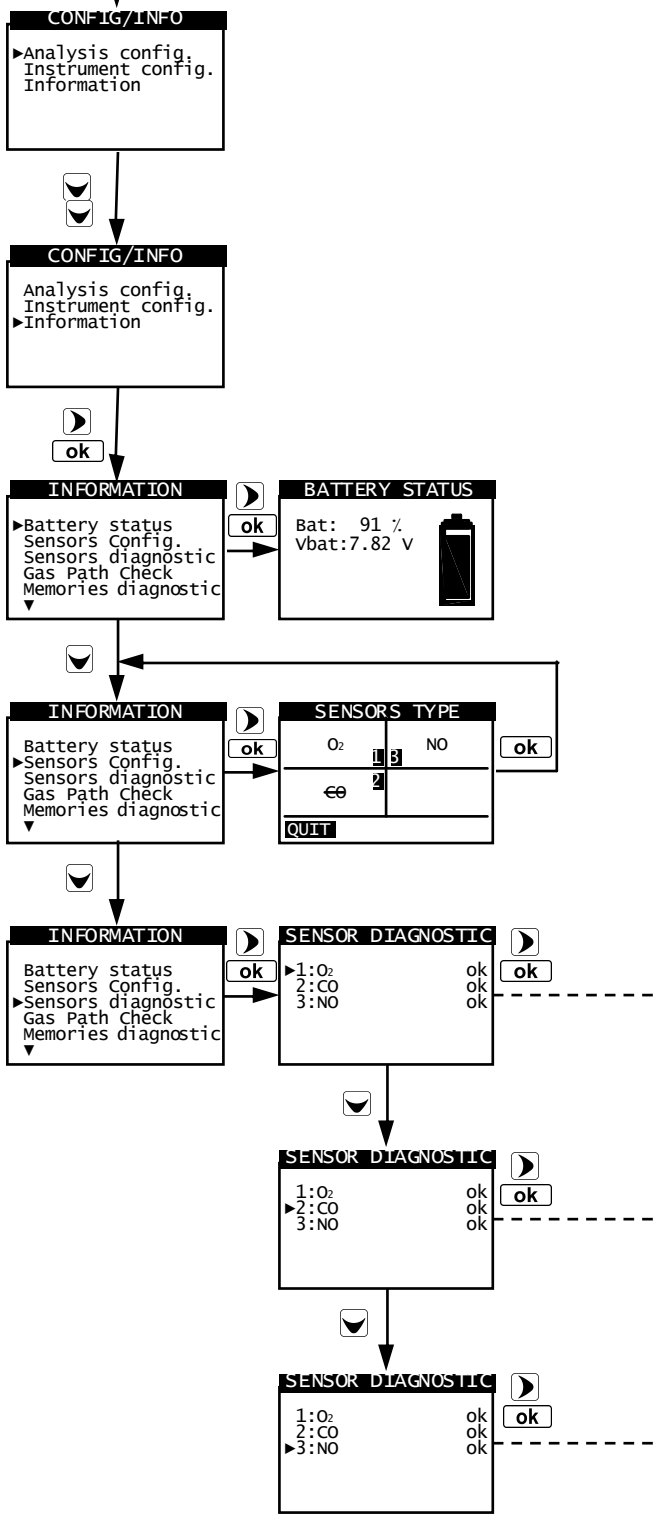 CONFIG/INFO
►Analysis config.
Instrument config.
Information
CONFIG/INFO
Analysis config.
Instrument config.
►Information
ok
INFORMATION
►Battery status
Sensors Config.
Sensors diagnostic
Gas Path Check
Memories diagnostic
▼
ok
BATTERY STATUS
Bat: 91 %
Vbat:7.82 V
INFORMATION
Battery status
►Sensors Config.
Sensors diagnostic
Gas Path Check
Memories diagnostic
▼
ok
SENSORS TYPE
O₂ 1 3 NO
CO 2
QUIT
ok
INFORMATION
Battery status
Sensors Config.
►Sensors diagnostic
Gas Path Check
Memories diagnostic
▼
ok
SENSOR DIAGNOSTIC
►1:O₂ ok
2:CO ok
3:NO ok
ok
SENSOR DIAGNOSTIC
1:O₂ ok
►2:CO ok
3:NO ok
ok
SENSOR DIAGNOSTIC
1:O₂ ok
2:CO ok
►3:NO ok
ok